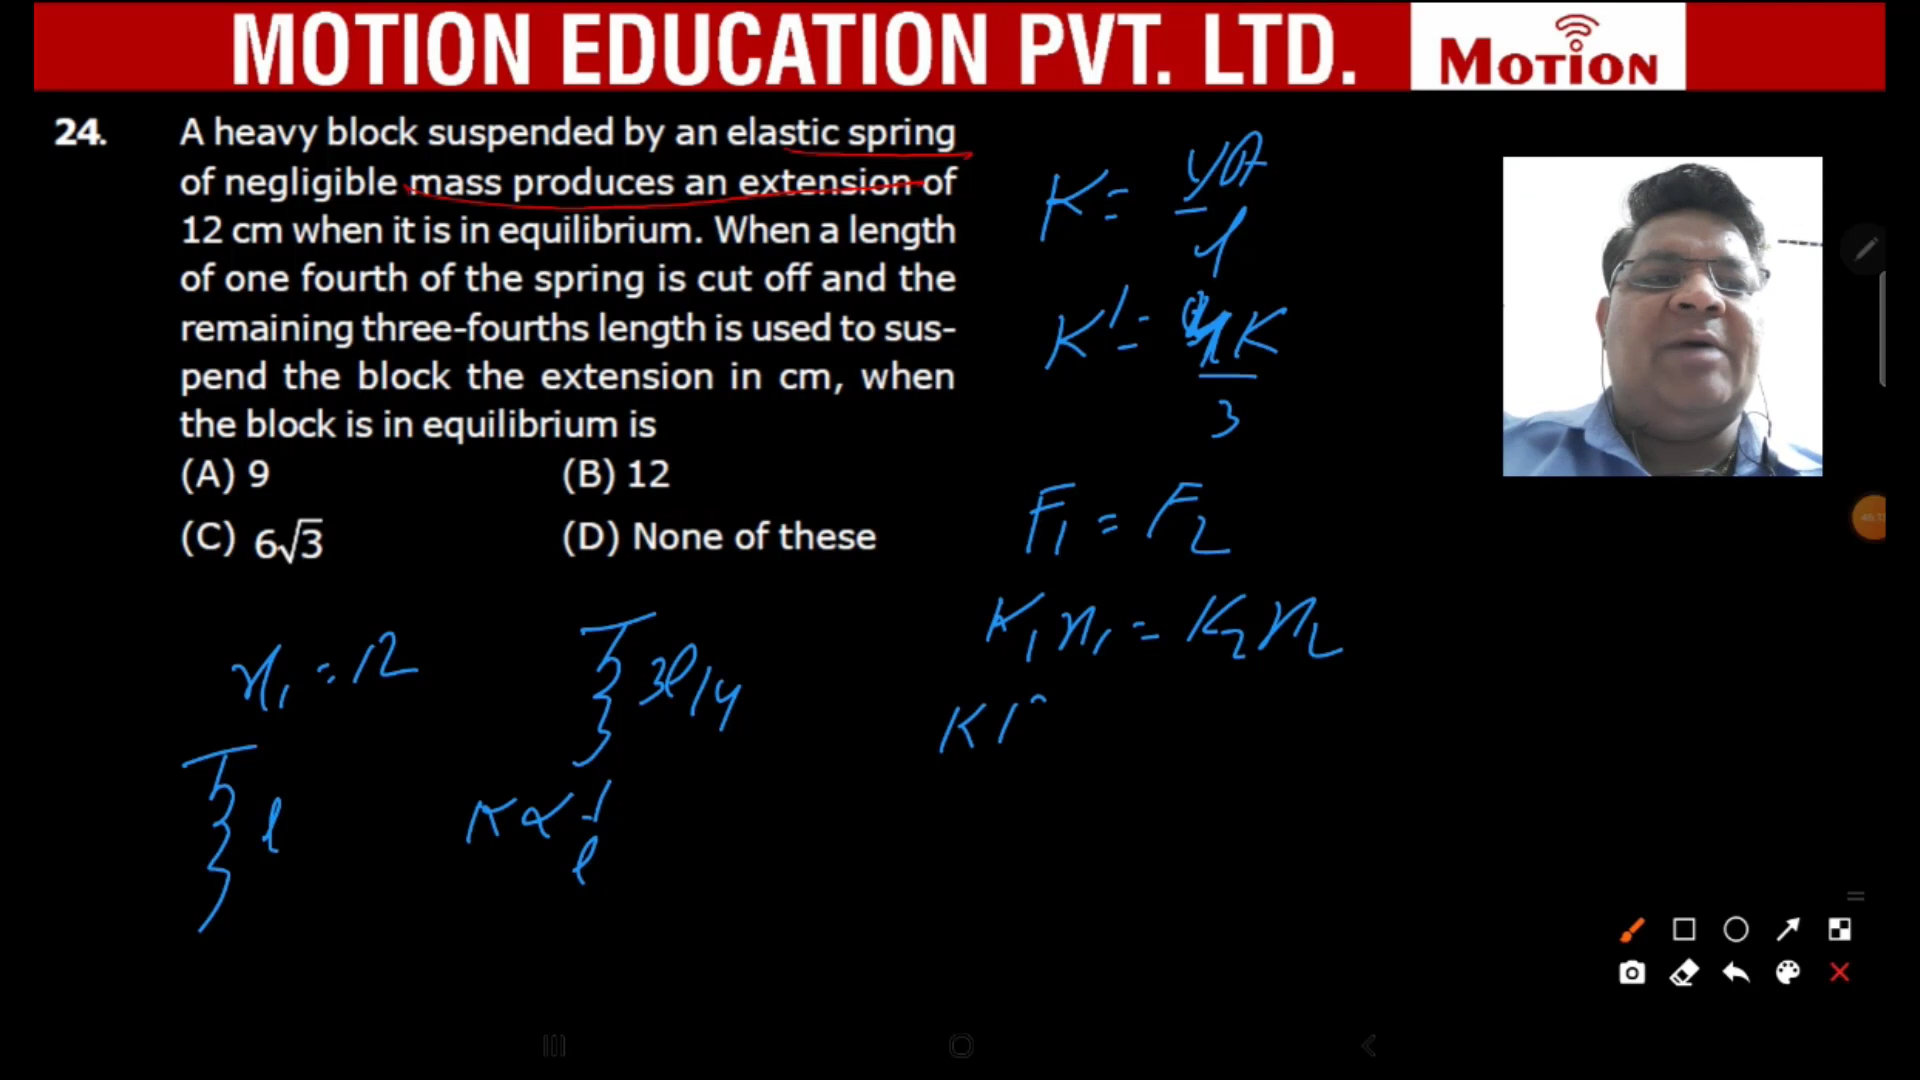 MOTION EDUCATION PVT. LTD.
MOTION
24. A heavy block suspended by an elastic spring
of negligible mass produces an extension of
12 cm when it is in equilibrium. When a length
of one fourth of the spring is cut off and the
remaining three-fourths length is used to sus-
pend the block the extension in cm, when
the block is in equilibrium is
(A) 9 (B) 12
(C) 6√3 (D) None of these
K = YA
l
K' = 4K
3
F₁ = F₂
K₁x₁ = K₂x₂
K1
x₁ = 12
3l/4
l
K ∝ 1
l